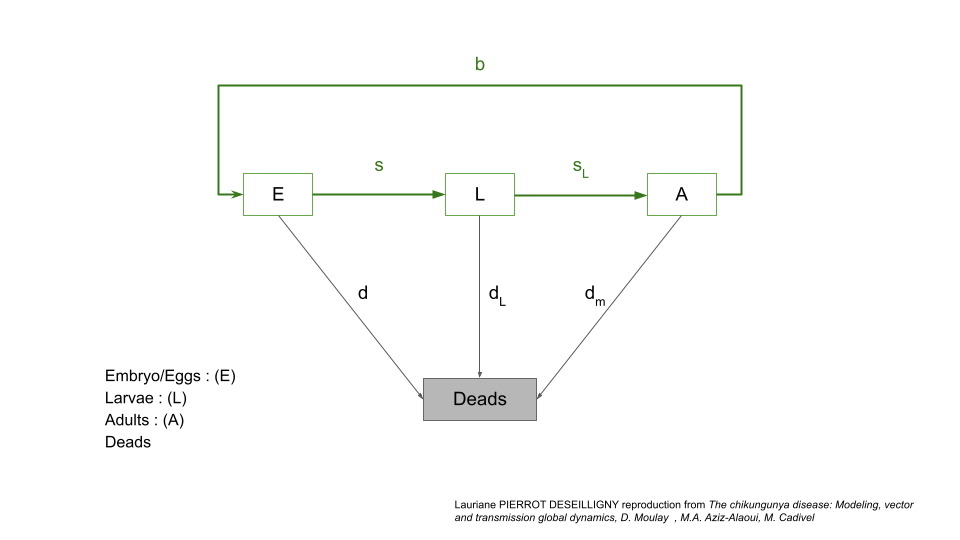 b
s
s_L
E
L
A
d
d_L
d_m
Deads
Embryo/Eggs : (E)
Larvae : (L)
Adults : (A)
Deads
Lauriane PIERROT DESEILLIGNY reproduction from The chikungunya disease: Modeling, vector
and transmission global dynamics, D. Moulay , M.A. Aziz-Alaoui, M. Cadivel